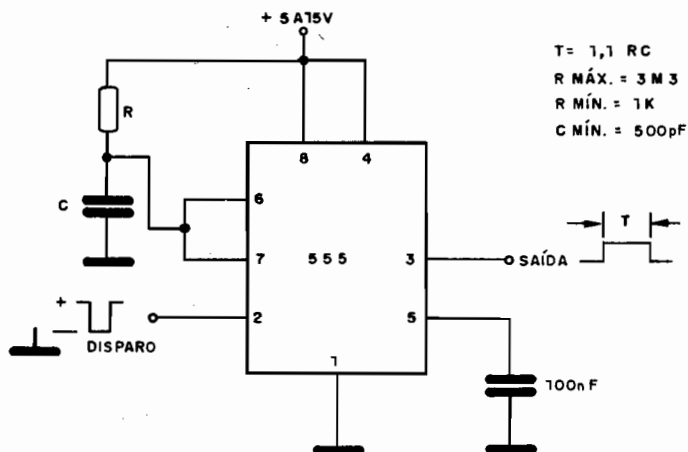 + 5 A 15 V
T = 1,1 RC
R MÁX. = 3M3
R MÍN. = 1K
C MÍN. = 500pF
R
8 4
C
6
T
7 555 3
SAÍDA
+
2 5
DISPARO
1
100nF